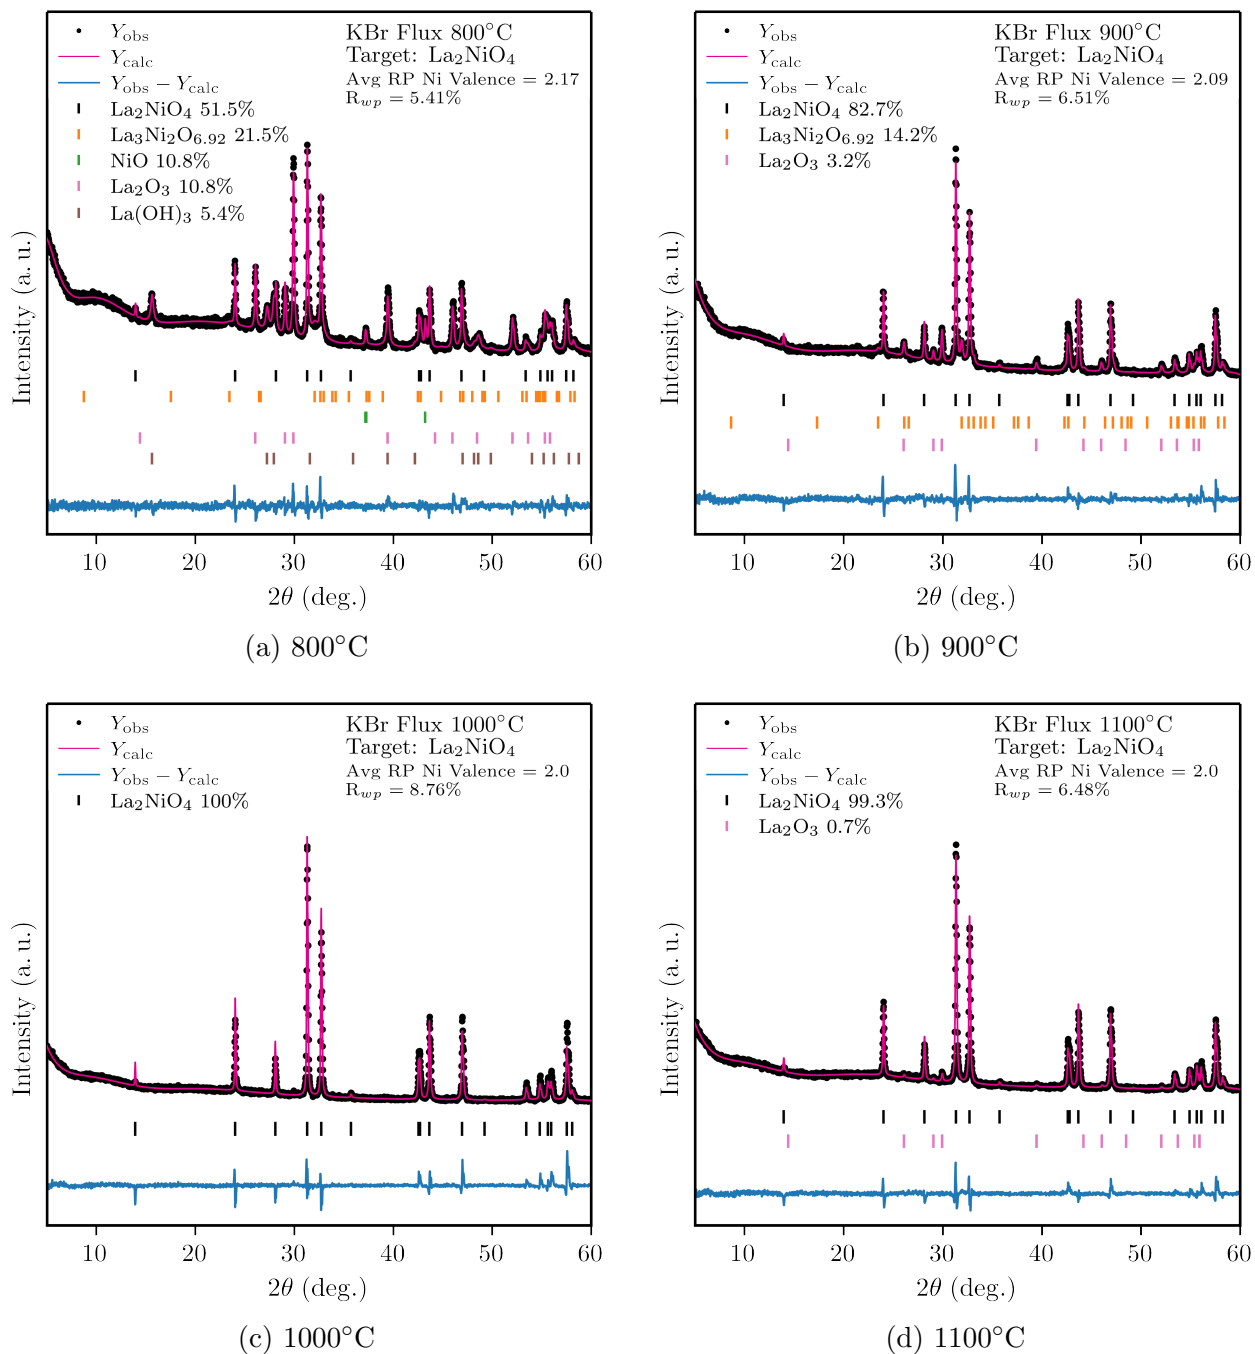 Y_obs
Y_calc
Y_obs − Y_calc
La₂NiO₄ 51.5%
La₃Ni₂O₆.₉₂ 21.5%
NiO 10.8%
La₂O₃ 10.8%
La(OH)₃ 5.4%
KBr Flux 800°C
Target: La₂NiO₄
Avg RP Ni Valence = 2.17
R_wp = 5.41%
Intensity (a. u.)
10 20 30 40 50 60
2θ (deg.)
(a) 800°C
Y_obs
Y_calc
Y_obs − Y_calc
La₂NiO₄ 82.7%
La₃Ni₂O₆.₉₂ 14.2%
La₂O₃ 3.2%
KBr Flux 900°C
Target: La₂NiO₄
Avg RP Ni Valence = 2.09
R_wp = 6.51%
Intensity (a. u.)
10 20 30 40 50 60
2θ (deg.)
(b) 900°C
Y_obs
Y_calc
Y_obs − Y_calc
La₂NiO₄ 100%
KBr Flux 1000°C
Target: La₂NiO₄
Avg RP Ni Valence = 2.0
R_wp = 8.76%
Intensity (a. u.)
10 20 30 40 50 60
2θ (deg.)
(c) 1000°C
Y_obs
Y_calc
Y_obs − Y_calc
La₂NiO₄ 99.3%
La₂O₃ 0.7%
KBr Flux 1100°C
Target: La₂NiO₄
Avg RP Ni Valence = 2.0
R_wp = 6.48%
Intensity (a. u.)
10 20 30 40 50 60
2θ (deg.)
(d) 1100°C